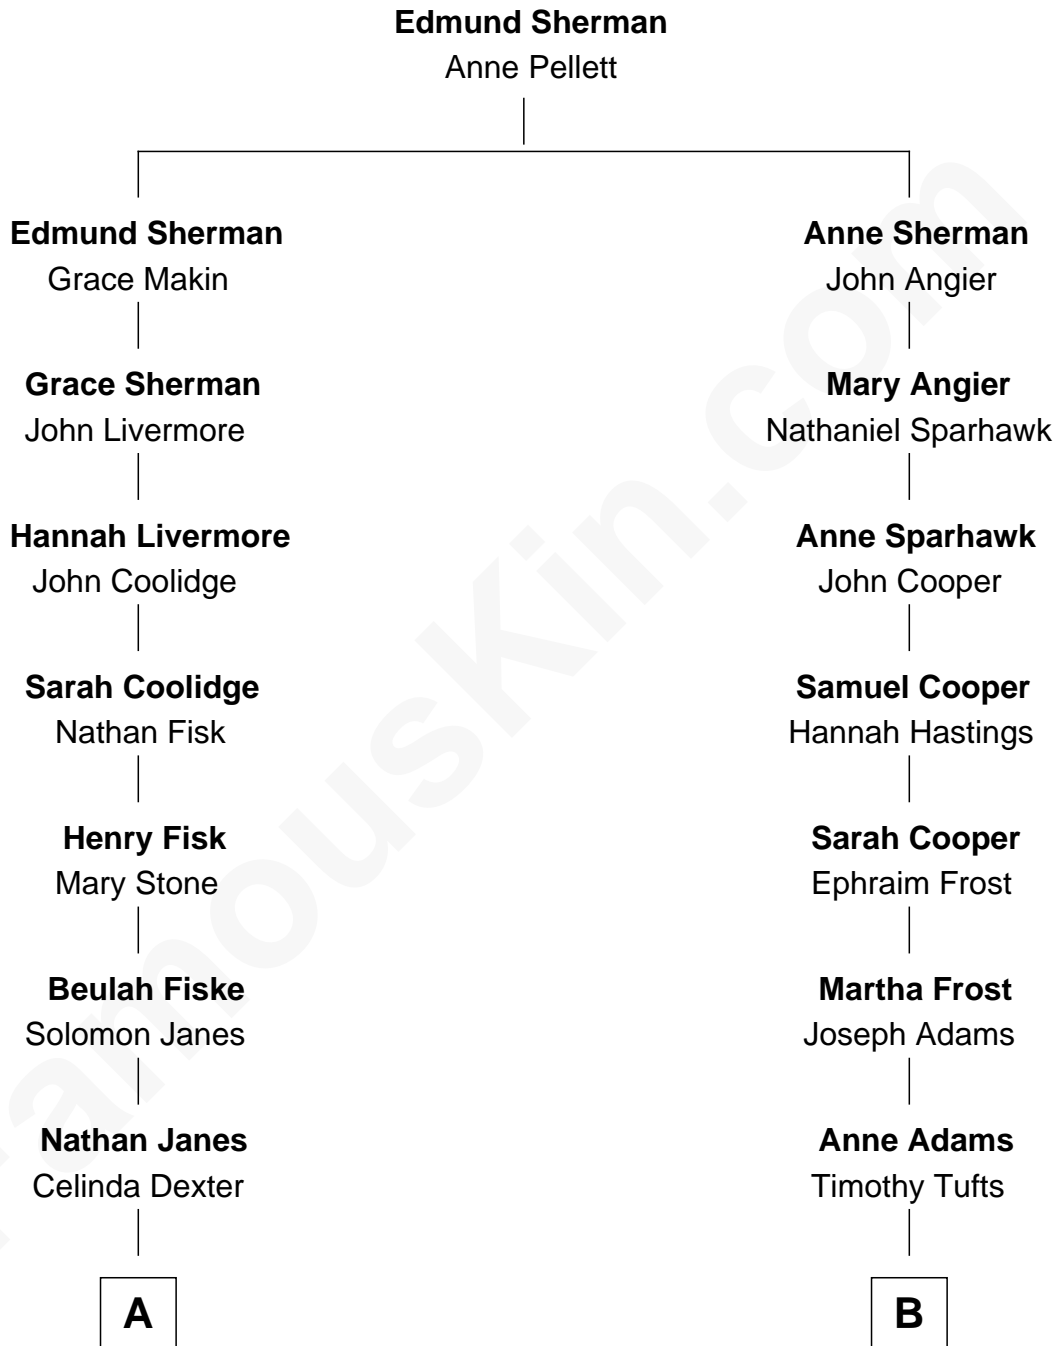 Edmund Sherman
Anne Pellett
Edmund Sherman
Grace Makin
Anne Sherman
John Angier
Grace Sherman
John Livermore
Mary Angier
Nathaniel Sparhawk
Hannah Livermore
John Coolidge
Anne Sparhawk
John Cooper
Sarah Coolidge
Nathan Fisk
Samuel Cooper
Hannah Hastings
Henry Fisk
Mary Stone
Sarah Cooper
Ephraim Frost
Beulah Fiske
Solomon Janes
Martha Frost
Joseph Adams
Nathan Janes
Celinda Dexter
Anne Adams
Timothy Tufts
A
B
FamousKin.com